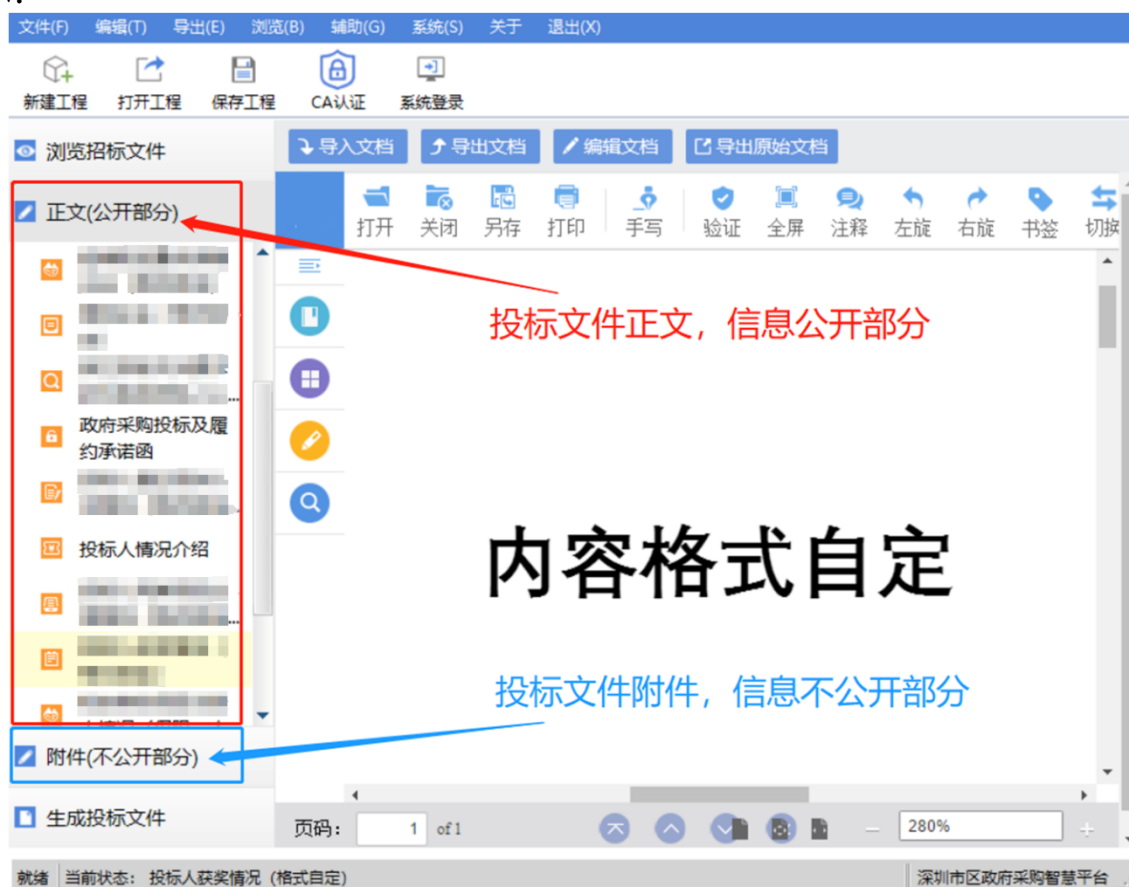 文件(F) 编辑(T) 导出(E) 浏览(B) 辅助(G) 系统(S) 关于 退出(X)
新建工程 打开工程 保存工程 CA认证 系统登录
浏览招标文件
导入文档 导出文档 编辑文档 导出原始文档
正文(公开部分)
打开 关闭 另存 打印 手写 验证 全屏 注释 左旋 右旋 书签 切换
投标文件正文，信息公开部分
政府采购投标及履
约承诺函
投标人情况介绍
内容格式自定
投标文件附件，信息不公开部分
附件(不公开部分)
生成投标文件
页码： 1 of 1 280%
就绪 当前状态： 投标人获奖情况（格式自定） 深圳市区政府采购智慧平台